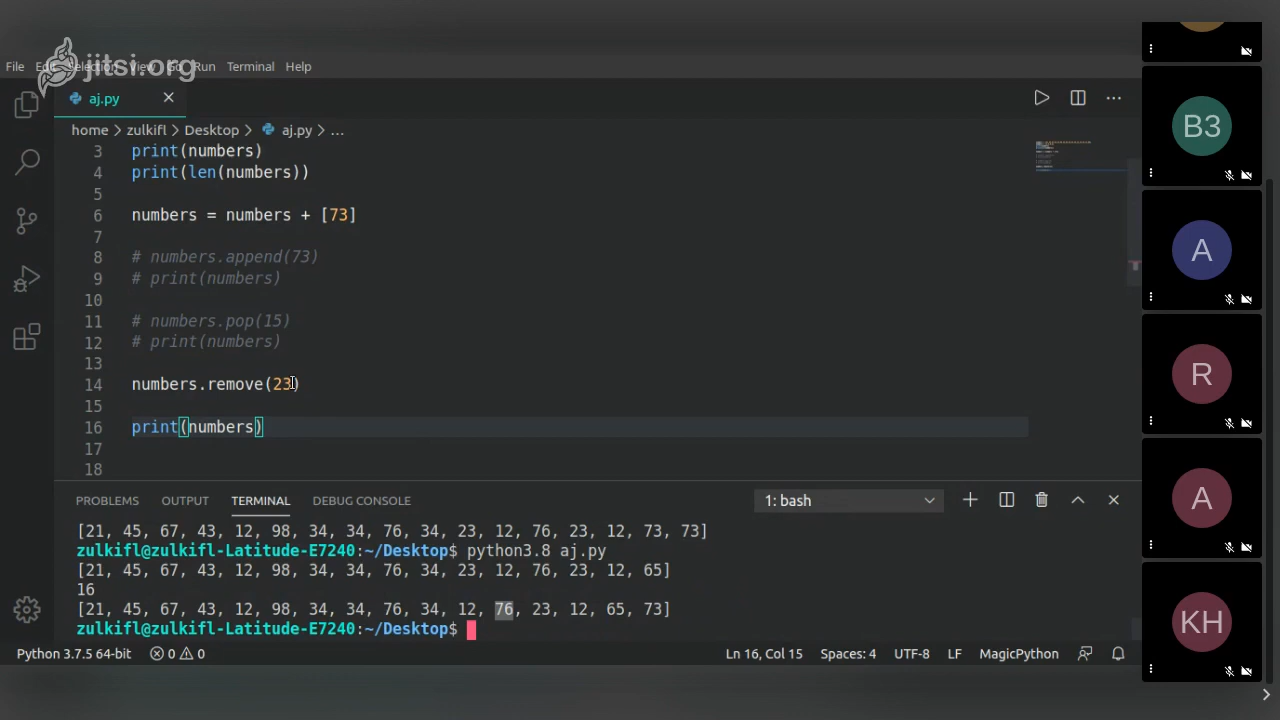 jitsi.org
File Edit Selection View Go Run Terminal Help
aj.py
home > zulkifl > Desktop > aj.py > ...
3 print(numbers)
4 print(len(numbers))
5
6 numbers = numbers + [73]
7
8 # numbers.append(73)
9 # print(numbers)
10
11 # numbers.pop(15)
12 # print(numbers)
13
14 numbers.remove(23)
15
16 print(numbers)
17
18
PROBLEMS OUTPUT TERMINAL DEBUG CONSOLE 1: bash
[21, 45, 67, 43, 12, 98, 34, 34, 76, 34, 23, 12, 76, 23, 12, 73, 73]
zulkifl@zulkifl-Latitude-E7240:~/Desktop$ python3.8 aj.py
[21, 45, 67, 43, 12, 98, 34, 34, 76, 34, 23, 12, 76, 23, 12, 65]
16
[21, 45, 67, 43, 12, 98, 34, 34, 76, 34, 12, 76, 23, 12, 65, 73]
zulkifl@zulkifl-Latitude-E7240:~/Desktop$
Python 3.7.5 64-bit 0 0 Ln 16, Col 15 Spaces: 4 UTF-8 LF MagicPython
B3
A
R
A
KH